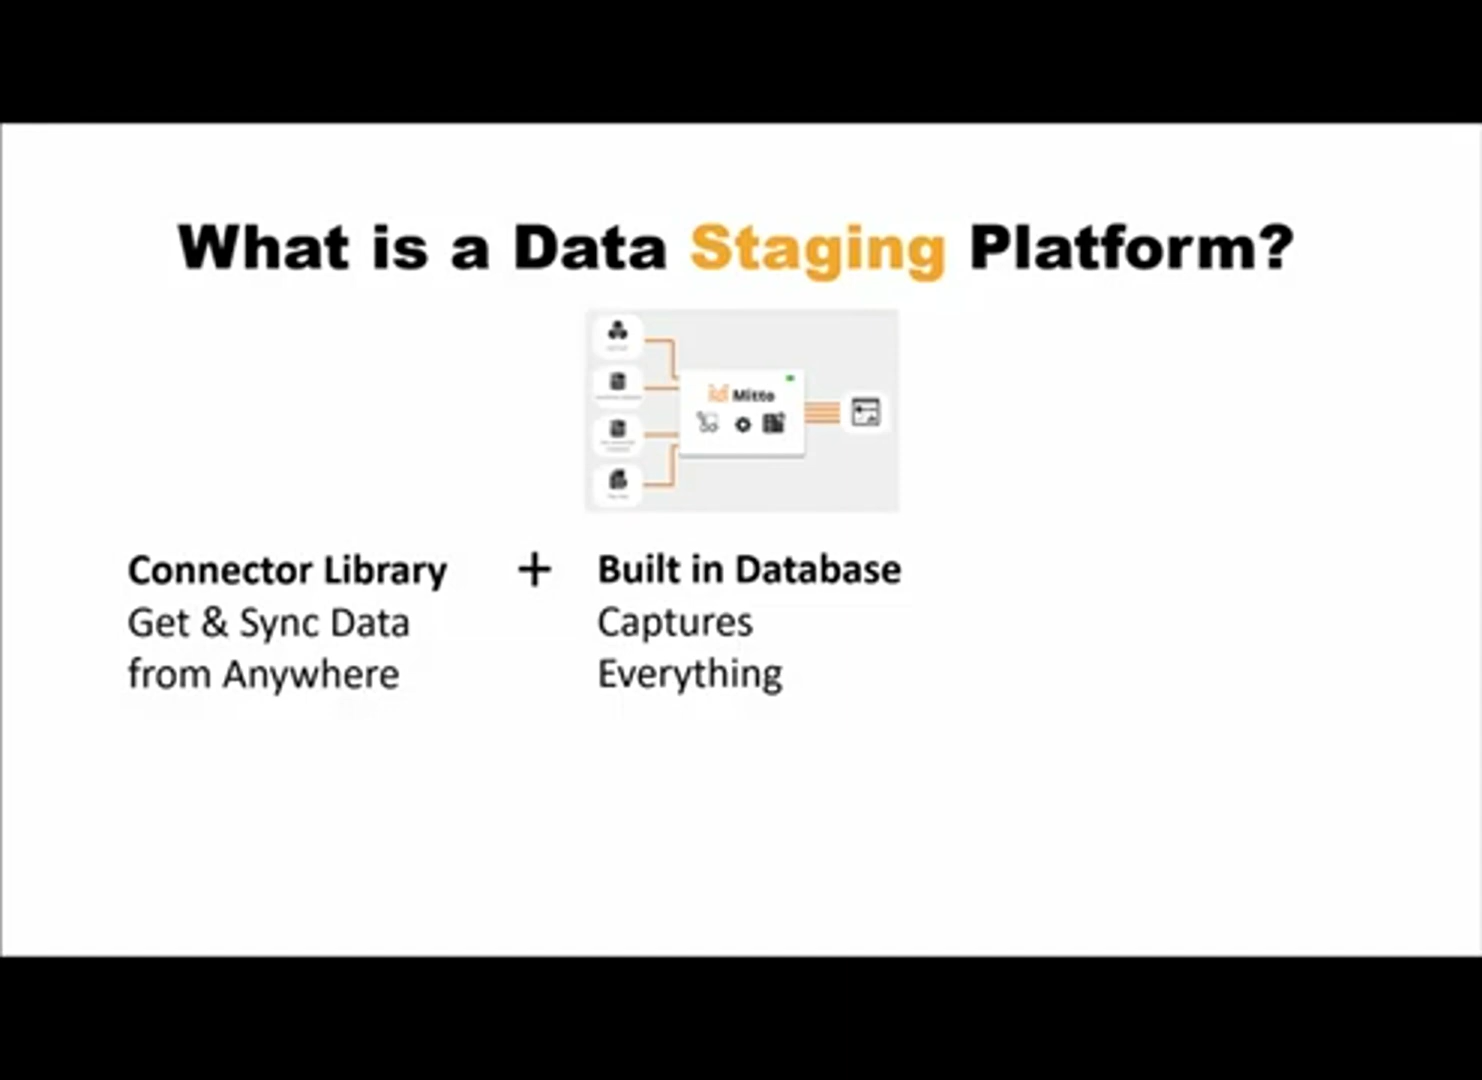 What is a Data Staging Platform?
Mitto
Connector Library + Built in Database
Get & Sync Data
from Anywhere
Captures
Everything